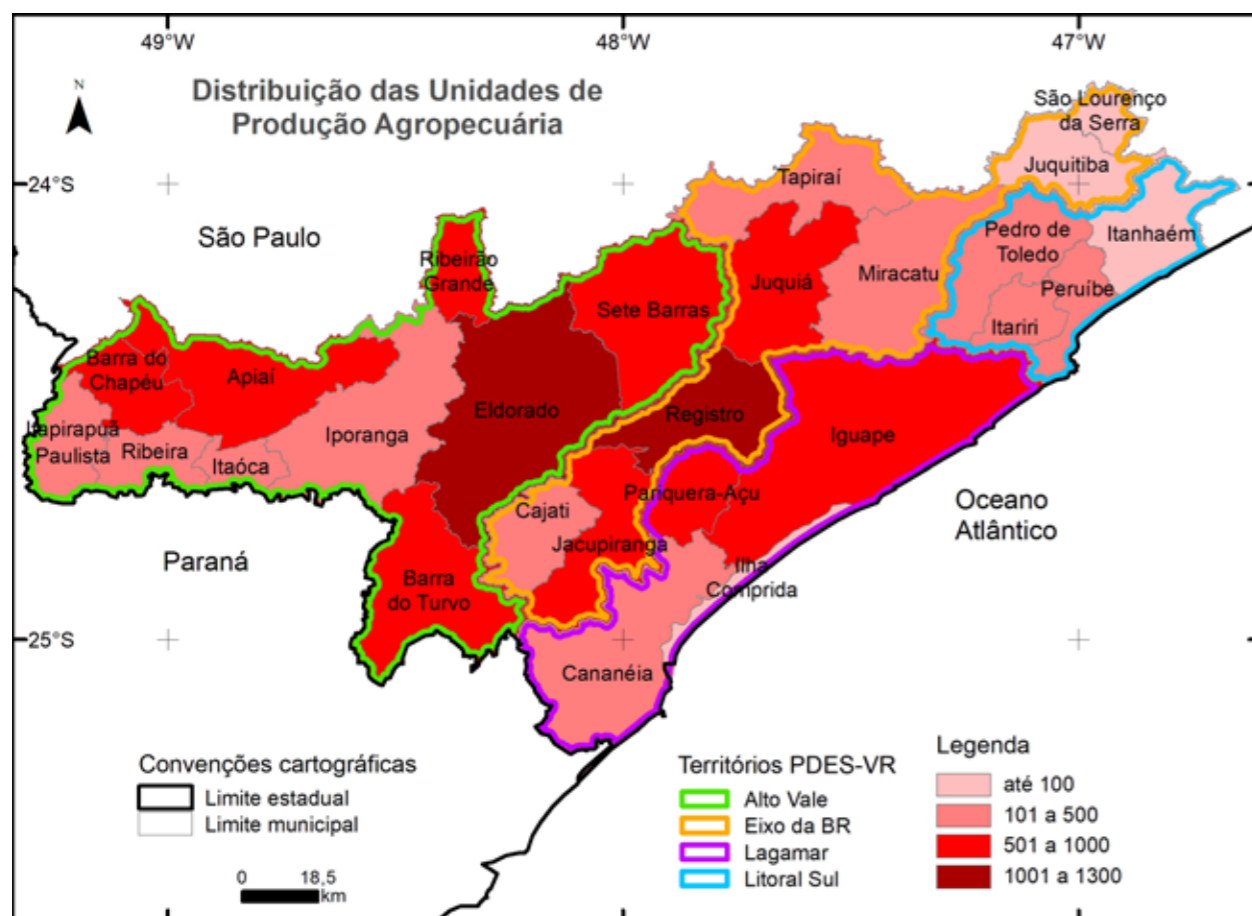 49°W
48°W
47°W
N
Distribuição das Unidades de
Produção Agropecuária
24°S
25°S
São Paulo
Paraná
Oceano
Atlântico
São Lourenço
da Serra
Juquitiba
Tapiraí
Itanhaém
Pedro de
Toledo
Peruíbe
Itariri
Miracatu
Juquiá
Ribeirão
Grande
Sete Barras
Barra do
Chapéu
Apiaí
Eldorado
Registro
Iguape
Itapirapuã
Paulista
Ribeira
Itaóca
Iporanga
Cajati
Pariquera-Açu
Jacupiranga
Barra
do Turvo
Ilha
Comprida
Cananéia
Convenções cartográficas
Limite estadual
Limite municipal
0 18,5
km
Territórios PDES-VR
Alto Vale
Eixo da BR
Lagamar
Litoral Sul
Legenda
até 100
101 a 500
501 a 1000
1001 a 1300